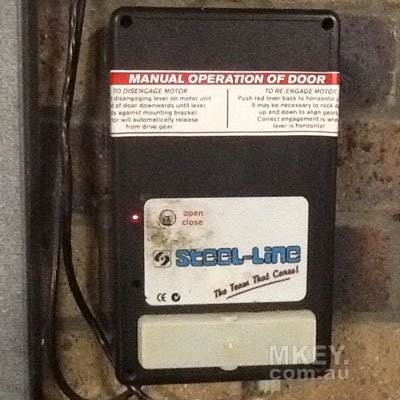 MANUAL OPERATION OF DOOR
TO DISENGAGE MOTOR
disengaging lever on motor unit
of door downwards until lever
against mounting bracket.
will automatically release
from drive gear.
TO RE-ENGAGE MOTOR
Push red lever back to horizontal
It may be necessary to rock
up and down to align gears
Correct engagement is
lever is horizontal
open
close
STEEL-LINE
The Team That Cares!
CE
MKEY.
com.au